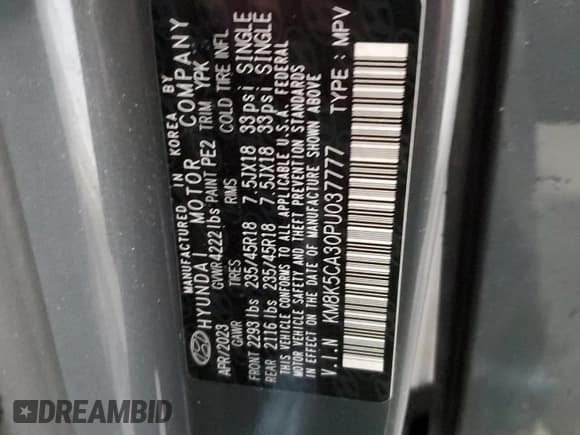 MANUFACTURED IN KOREA BY
HYUNDAI MOTOR COMPANY
APR/2023 GVWR 4222 lbs PAINT PE2 TRIM YPK
GAWR TIRES RIMS COLD TIRE INFL
FRONT 2293 lbs 235/45R18 7.5JX18 33psi SINGLE
REAR 2116 lbs 235/45R18 7.5JX18 33psi SINGLE
THIS VEHICLE CONFORMS TO ALL APPLICABLE U.S.A. FEDERAL
MOTOR VEHICLE SAFETY AND THEFT PREVENTION STANDARDS
IN EFFECT ON THE DATE OF MANUFACTURE SHOWN ABOVE
V.I.N KM8K5CA30PU037777 TYPE : MPV
DREAMBID